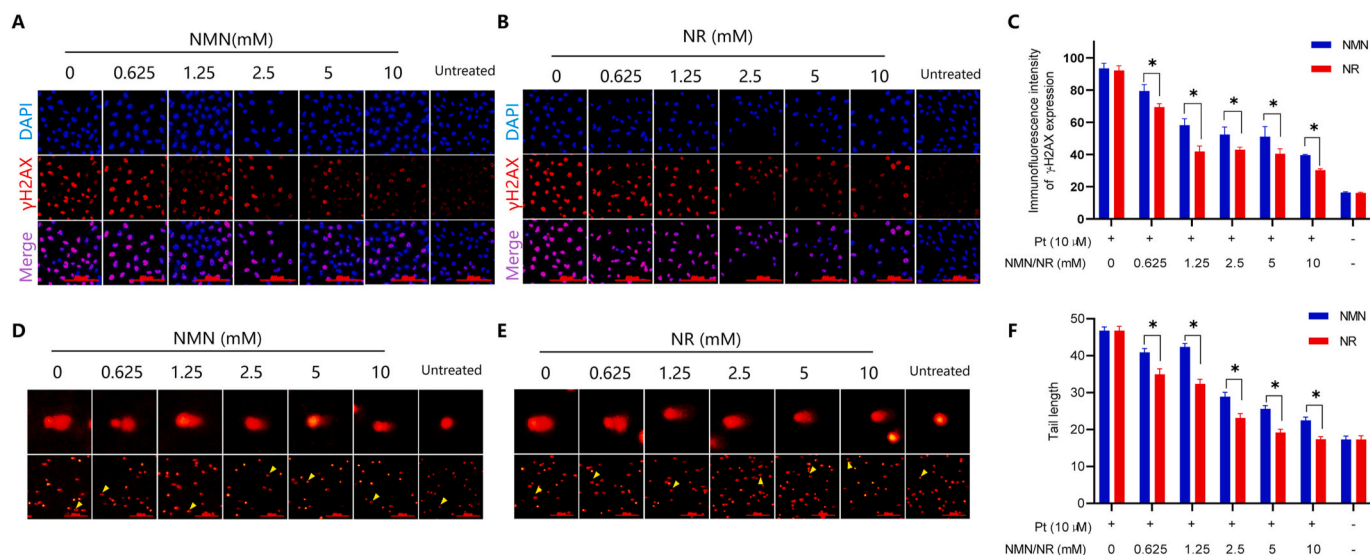 A
NMN(mM)
0 0.625 1.25 2.5 5 10 Untreated
DAPI
γH2AX
Merge
B
NR (mM)
0 0.625 1.25 2.5 5 10 Untreated
DAPI
γH2AX
Merge
C
Immunofluorescence intensity
of γ-H2AX expression
100
80
60
40
20
0
* * * * *
NMN
NR
Pt (10 μM) + + + + + + -
NMN/NR (mM) 0 0.625 1.25 2.5 5 10 -
D
NMN (mM)
0 0.625 1.25 2.5 5 10 Untreated
E
NR (mM)
0 0.625 1.25 2.5 5 10 Untreated
F
Tail length
50
40
30
20
10
0
* * * * *
NMN
NR
Pt (10 μM) + + + + + + -
NMN/NR (mM) 0 0.625 1.25 2.5 5 10 -